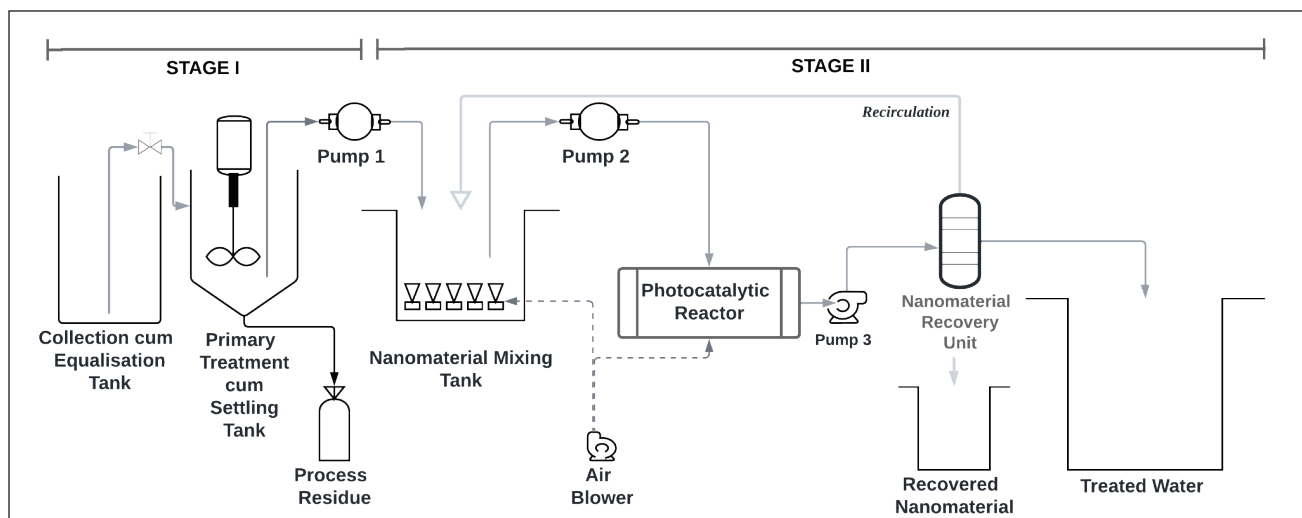 STAGE I
STAGE II
Recirculation
Pump 1
Pump 2
Photocatalytic
Reactor
Nanomaterial
Recovery
Unit
Pump 3
Collection cum
Equalisation
Tank
Primary
Treatment
cum
Settling
Tank
Nanomaterial Mixing
Tank
Process
Residue
Air
Blower
Recovered
Nanomaterial
Treated Water